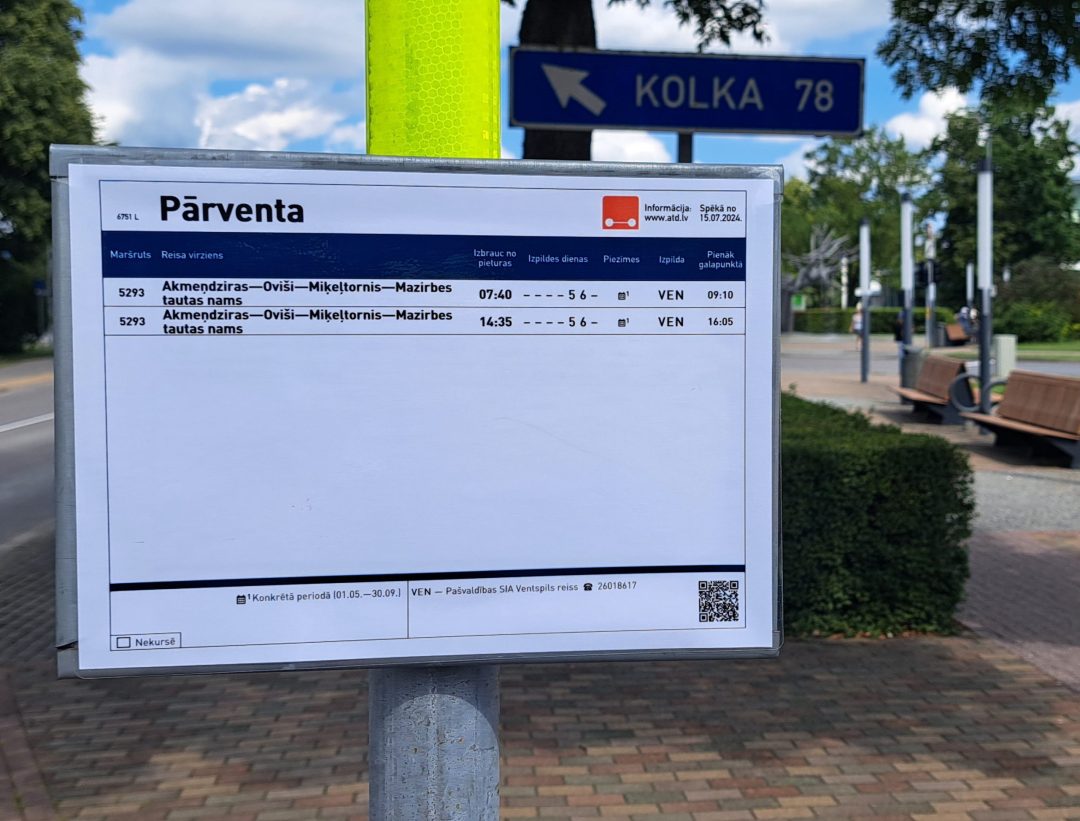 KOLKA 78
6751 L Pārventa
Informācija: Spēkā no
www.atd.lv 15.07.2024.
Maršruts Reisa virziens Izbrauc no pieturas Izpildes dienas Piezīmes Izpilda Pienāk galapunktā
5293 Akmeņdziras—Oviši—Miķeļtornis—Mazirbes 07:40 - - - - 5 6 - 1 VEN 09:10
tautas nams
5293 Akmeņdziras—Oviši—Miķeļtornis—Mazirbes 14:35 - - - - 5 6 - 1 VEN 16:05
tautas nams
1 Konkrētā periodā (01.05.—30.09.) VEN — Pašvaldības SIA Ventspils reiss ☎ 26018617
Nekursē